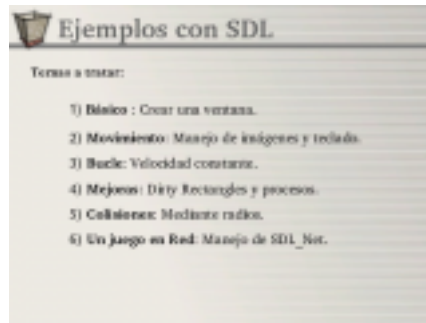 Ejemplos con SDL
Temas a tratar:
1) Básico : Crear una ventana.
2) Movimiento: Manejo de imágenes y teclado.
3) Bucle: Velocidad constante.
4) Mejoras: Dirty Rectangles y procesos.
5) Colisiones: Mediante radios.
6) Un juego en Red: Manejo de SDL_Net.